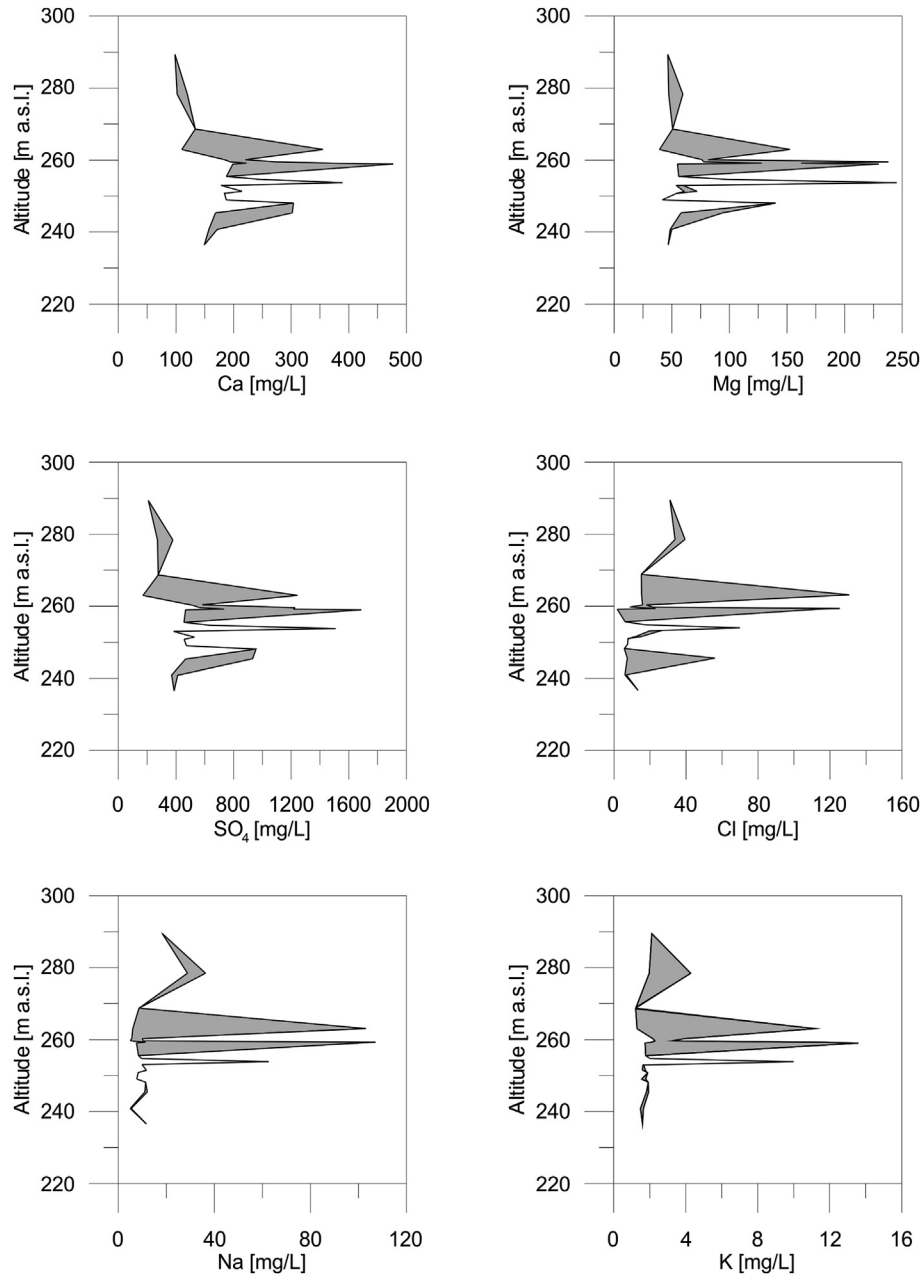 300
280
260
240
220
Altitude [m a.s.l.]
0 100 200 300 400 500
Ca [mg/L]
300
280
260
240
220
Altitude [m a.s.l.]
0 50 100 150 200 250
Mg [mg/L]
300
280
260
240
220
Altitude [m a.s.l.]
0 400 800 1200 1600 2000
SO₄ [mg/L]
300
280
260
240
220
Altitude [m a.s.l.]
0 40 80 120 160
Cl [mg/L]
300
280
260
240
220
Altitude [m a.s.l.]
0 40 80 120
Na [mg/L]
300
280
260
240
220
Altitude [m a.s.l.]
0 4 8 12 16
K [mg/L]